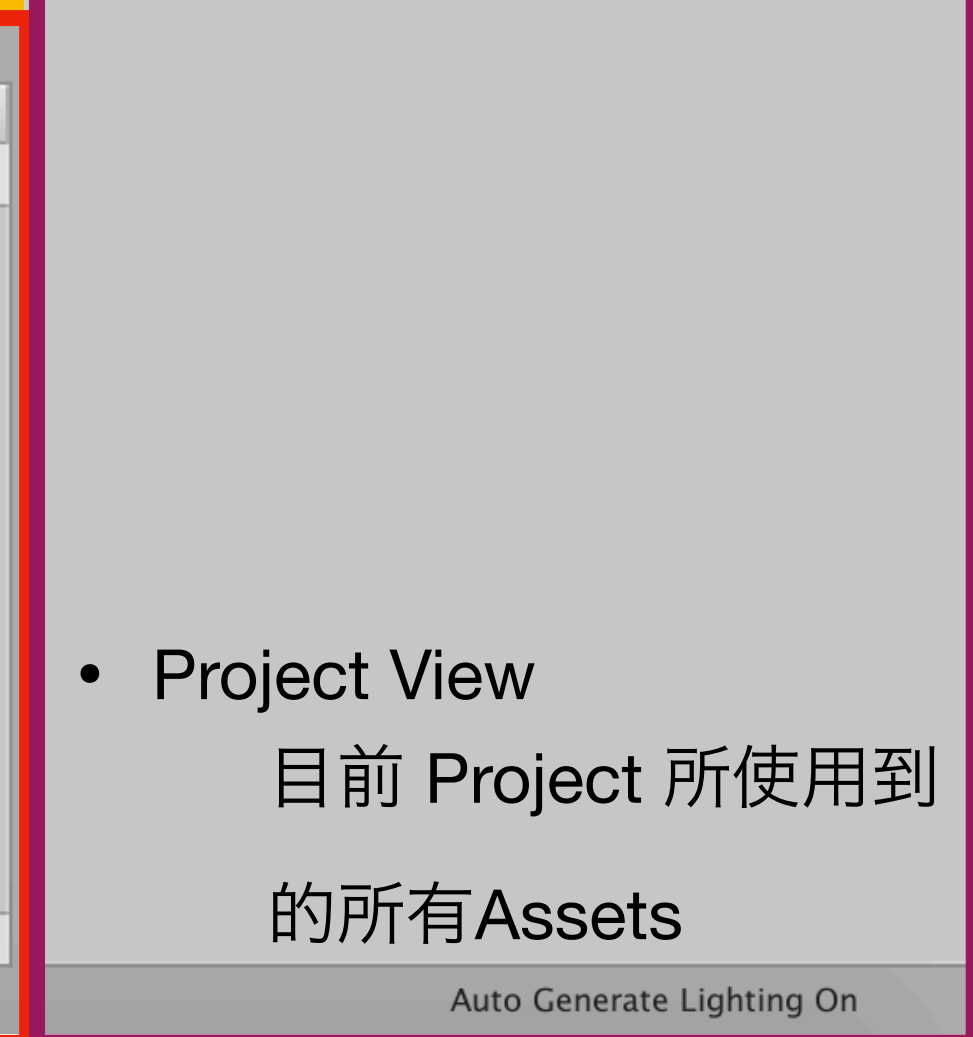 • Project View
目前 Project 所使用到
的所有Assets
Auto Generate Lighting On